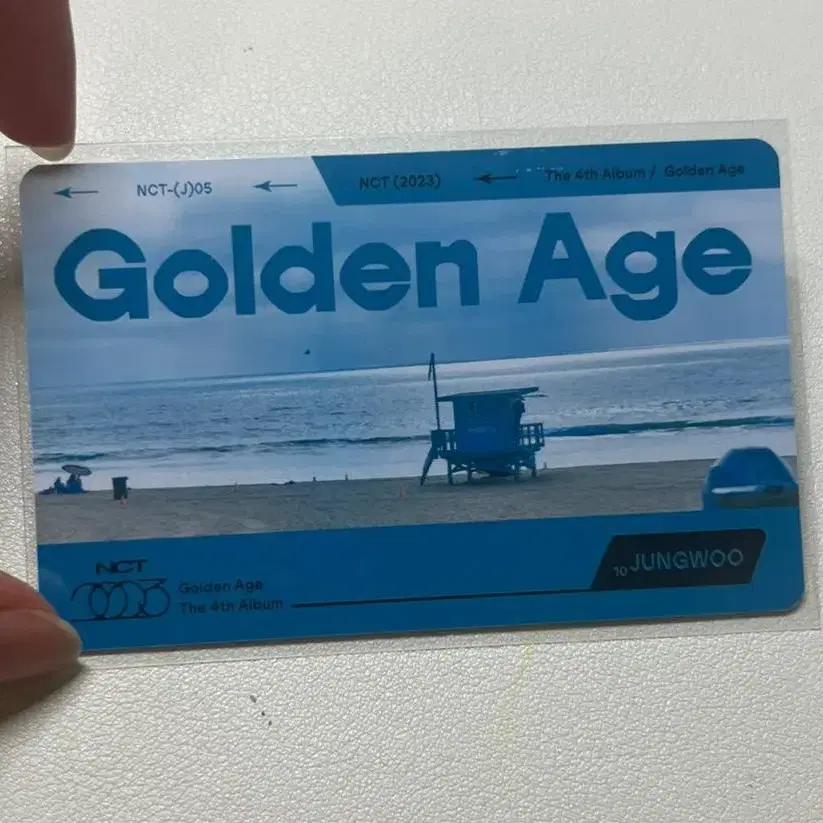 NCT-(J)05
NCT (2023)
The 4th Album / Golden Age
Golden Age
NCT
2023
Golden Age
The 4th Album
10 JUNGWOO